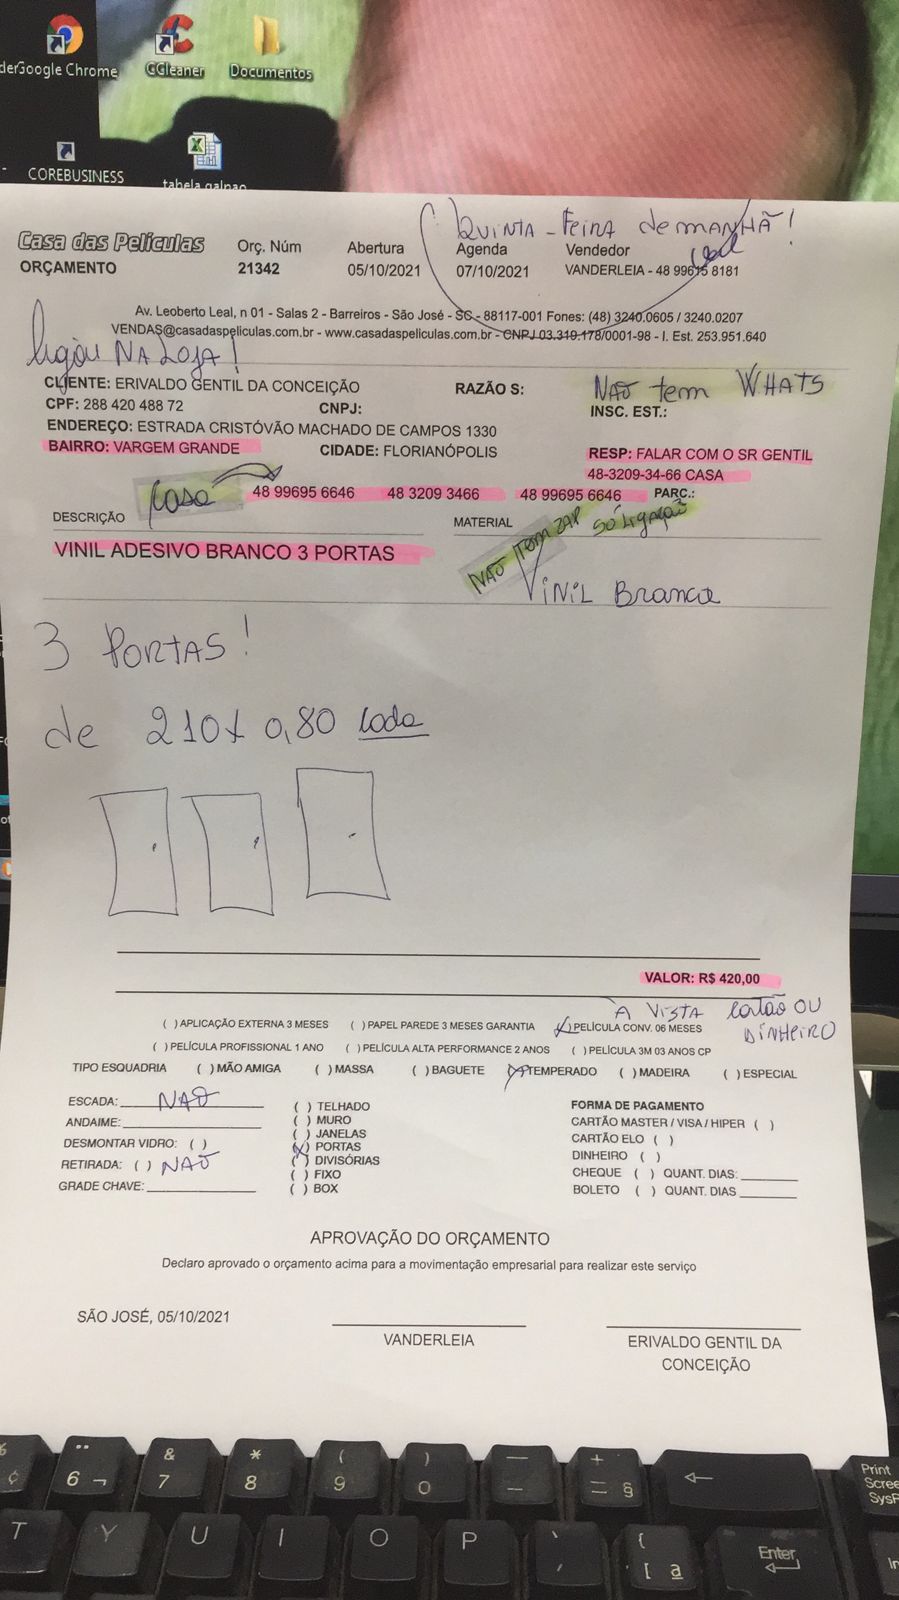 Google Chrome
CCleaner
Documentos
COREBUSINESS
tabela galpao
QUINTA-FEIRA de MANHÃ!
Casa das Películas
Orç. Núm
Abertura
Agenda
Vendedor
ORÇAMENTO
21342
05/10/2021
07/10/2021
VANDERLEIA - 48 99615 8181
Av. Leoberto Leal, n 01 - Salas 2 - Barreiros - São José - SC - 88117-001 Fones: (48) 3240.0605 / 3240.0207
VENDAS@casadaspeliculas.com.br - www.casadaspeliculas.com.br - CNPJ 03.319.178/0001-98 - I. Est. 253.951.640
ligou NA LOJA!
CLIENTE: ERIVALDO GENTIL DA CONCEIÇÃO
RAZÃO S:
NÃO tem WHATS
CPF: 288 420 488 72
CNPJ:
INSC. EST.:
ENDEREÇO: ESTRADA CRISTÓVÃO MACHADO DE CAMPOS 1330
BAIRRO: VARGEM GRANDE
CIDADE: FLORIANÓPOLIS
RESP: FALAR COM O SR GENTIL
48-3209-34-66 CASA
Casa
48 99695 6646 48 3209 3466 48 99695 6646 PARC.:
DESCRIÇÃO
MATERIAL
NÃO TEM ZAP
SÓ ligação
VINIL ADESIVO BRANCO 3 PORTAS
VINIL Branca
3 PORTAS!
de 210x0,80 cada
VALOR: R$ 420,00
À VISTA cartão OU
DINHEIRO
( ) APLICAÇÃO EXTERNA 3 MESES ( ) PAPEL PAREDE 3 MESES GARANTIA (x) PELÍCULA CONV. 06 MESES
( ) PELÍCULA PROFISSIONAL 1 ANO ( ) PELÍCULA ALTA PERFORMANCE 2 ANOS ( ) PELÍCULA 3M 03 ANOS CP
TIPO ESQUADRIA ( ) MÃO AMIGA ( ) MASSA ( ) BAGUETE (x) TEMPERADO ( ) MADEIRA ( ) ESPECIAL
ESCADA: NÃO
ANDAIME:
DESMONTAR VIDRO: ( )
RETIRADA: ( ) NÃO
GRADE CHAVE:
( ) TELHADO
( ) MURO
( ) JANELAS
(x) PORTAS
( ) DIVISÓRIAS
( ) FIXO
( ) BOX
FORMA DE PAGAMENTO
CARTÃO MASTER / VISA / HIPER ( )
CARTÃO ELO ( )
DINHEIRO ( )
CHEQUE ( ) QUANT. DIAS:
BOLETO ( ) QUANT. DIAS
APROVAÇÃO DO ORÇAMENTO
Declaro aprovado o orçamento acima para a movimentação empresarial para realizar este serviço
SÃO JOSÉ, 05/10/2021
VANDERLEIA
ERIVALDO GENTIL DA
CONCEIÇÃO
6 ¬
& 7
* 8
( 9
) 0
+ = §
Print
Scree
SysR
T Y U I O P
{ [ ª
Enter